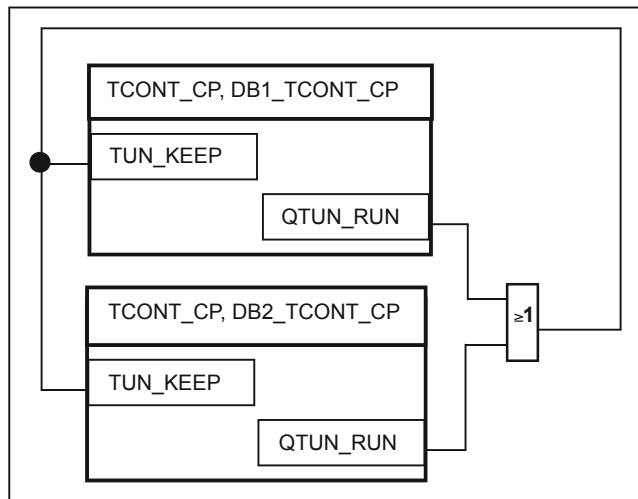 TCONT_CP, DB1_TCONT_CP
TUN_KEEP
QTUN_RUN
≥1
TCONT_CP, DB2_TCONT_CP
TUN_KEEP
QTUN_RUN